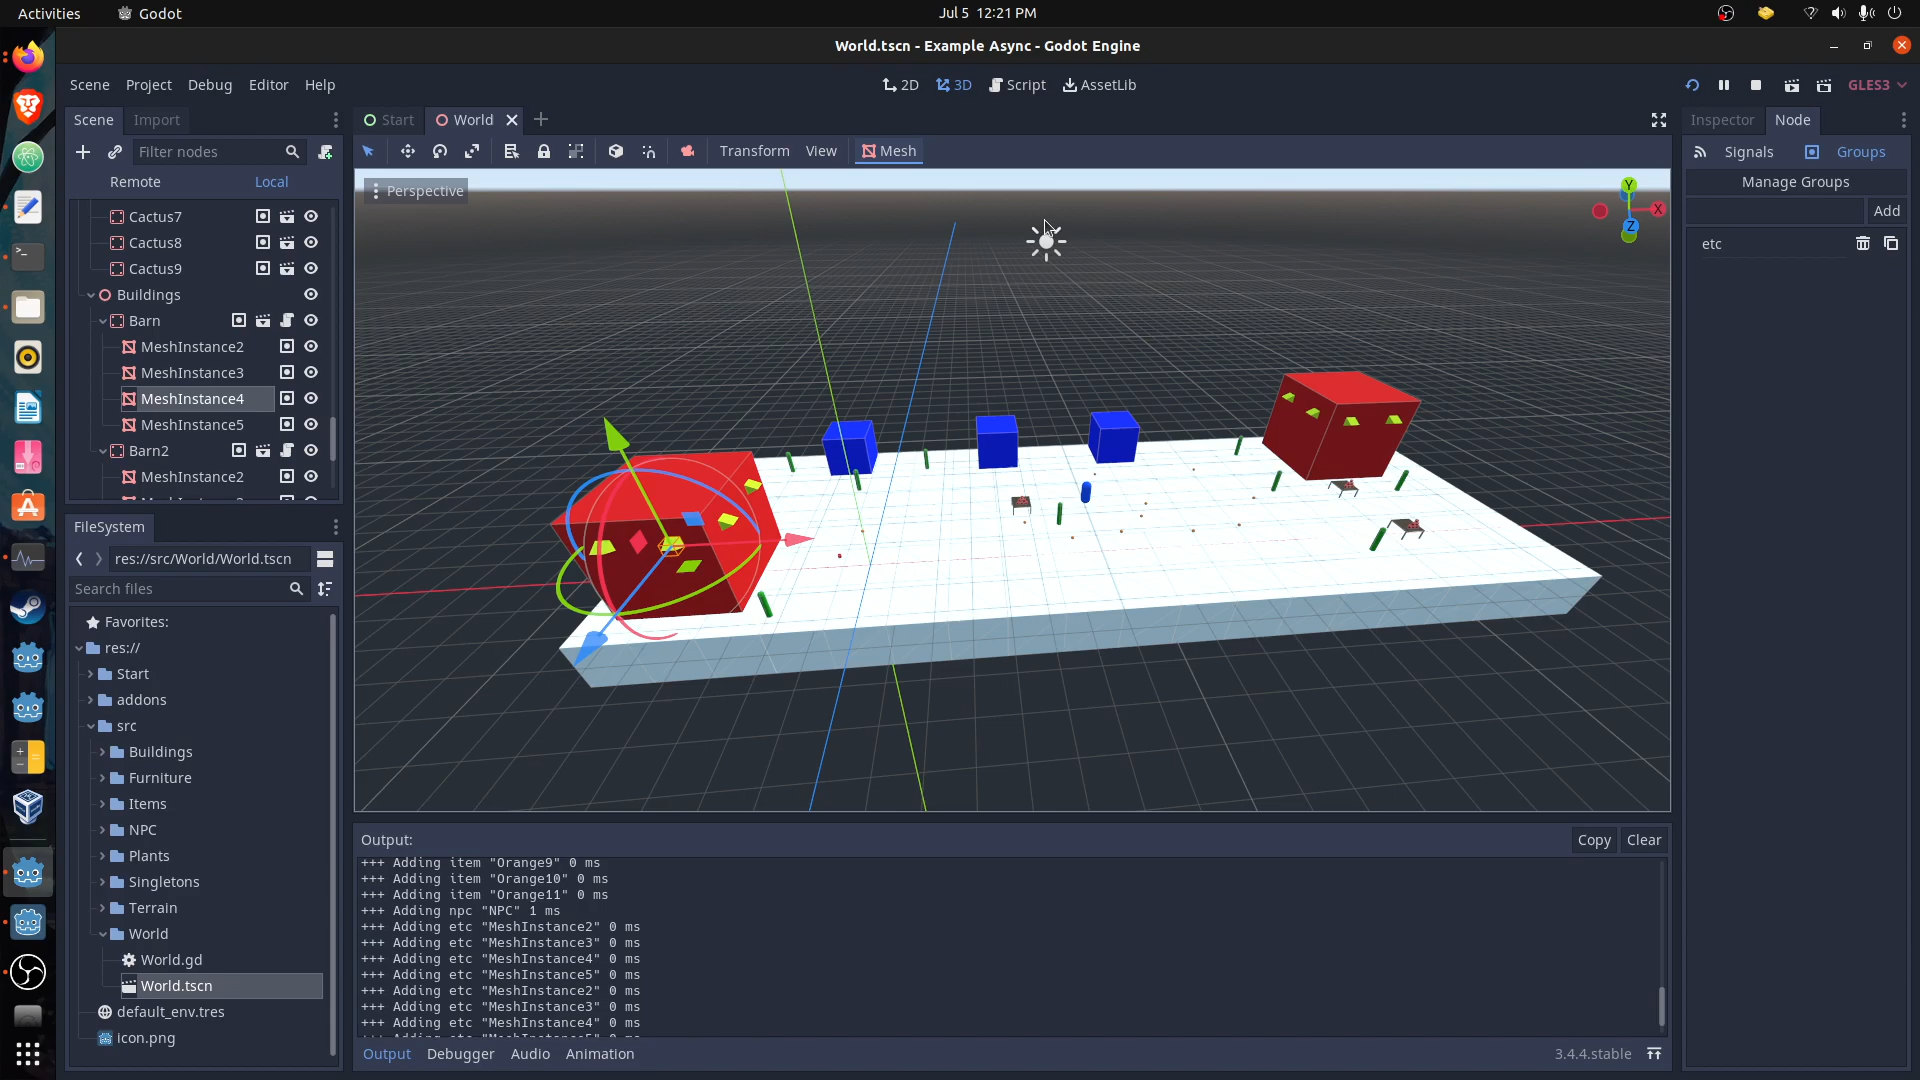 Activities
Godot
Jul 5 12:21 PM
World.tscn - Example Async - Godot Engine
Scene Project Debug Editor Help
2D 3D Script AssetLib
GLES3
Scene Import
Start World
Inspector Node
Filter nodes
Transform View Mesh
Signals Groups
Remote Local
Manage Groups
Perspective
Y
X
Z
Add
etc
Cactus7
Cactus8
Cactus9
Buildings
Barn
MeshInstance2
MeshInstance3
MeshInstance4
MeshInstance5
Barn2
MeshInstance2
FileSystem
res://src/World/World.tscn
Search files
Favorites:
res://
Start
addons
src
Buildings
Furniture
Items
NPC
Plants
Singletons
Terrain
World
World.gd
World.tscn
default_env.tres
icon.png
Output:
Copy Clear
+++ Adding item "Orange9" 0 ms
+++ Adding item "Orange10" 0 ms
+++ Adding item "Orange11" 0 ms
+++ Adding npc "NPC" 1 ms
+++ Adding etc "MeshInstance2" 0 ms
+++ Adding etc "MeshInstance3" 0 ms
+++ Adding etc "MeshInstance4" 0 ms
+++ Adding etc "MeshInstance5" 0 ms
+++ Adding etc "MeshInstance2" 0 ms
+++ Adding etc "MeshInstance3" 0 ms
+++ Adding etc "MeshInstance4" 0 ms
Output Debugger Audio Animation
3.4.4.stable